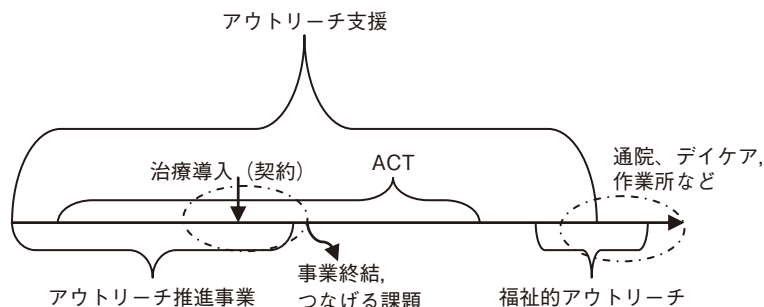 アウトリーチ支援
治療導入（契約）
ACT
通院、デイケア,
作業所など
アウトリーチ推進事業
事業終結,
つなげる課題
福祉的アウトリーチ